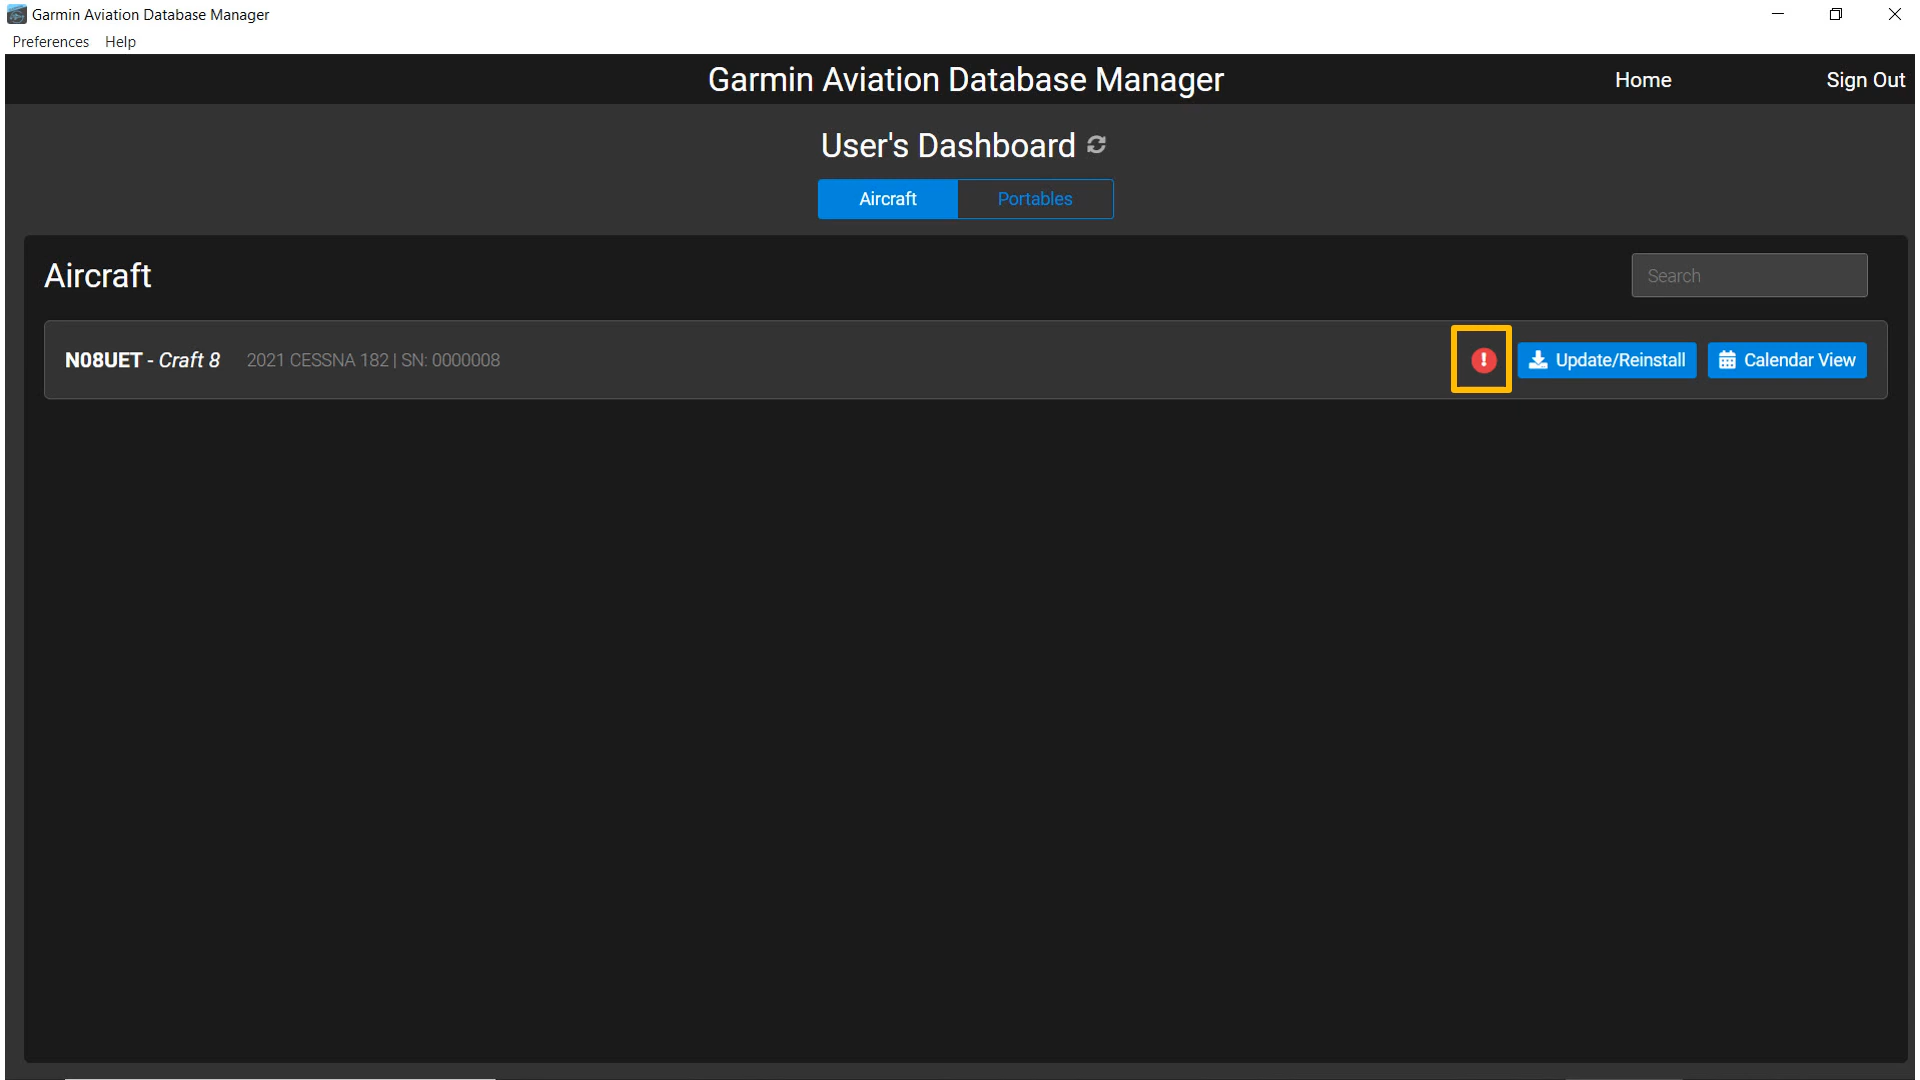 Garmin Aviation Database Manager
Preferences Help
Garmin Aviation Database Manager Home Sign Out
User's Dashboard
Aircraft Portables
Aircraft Search
N08UET - Craft 8 2021 CESSNA 182 | SN: 0000008 ! Update/Reinstall Calendar View